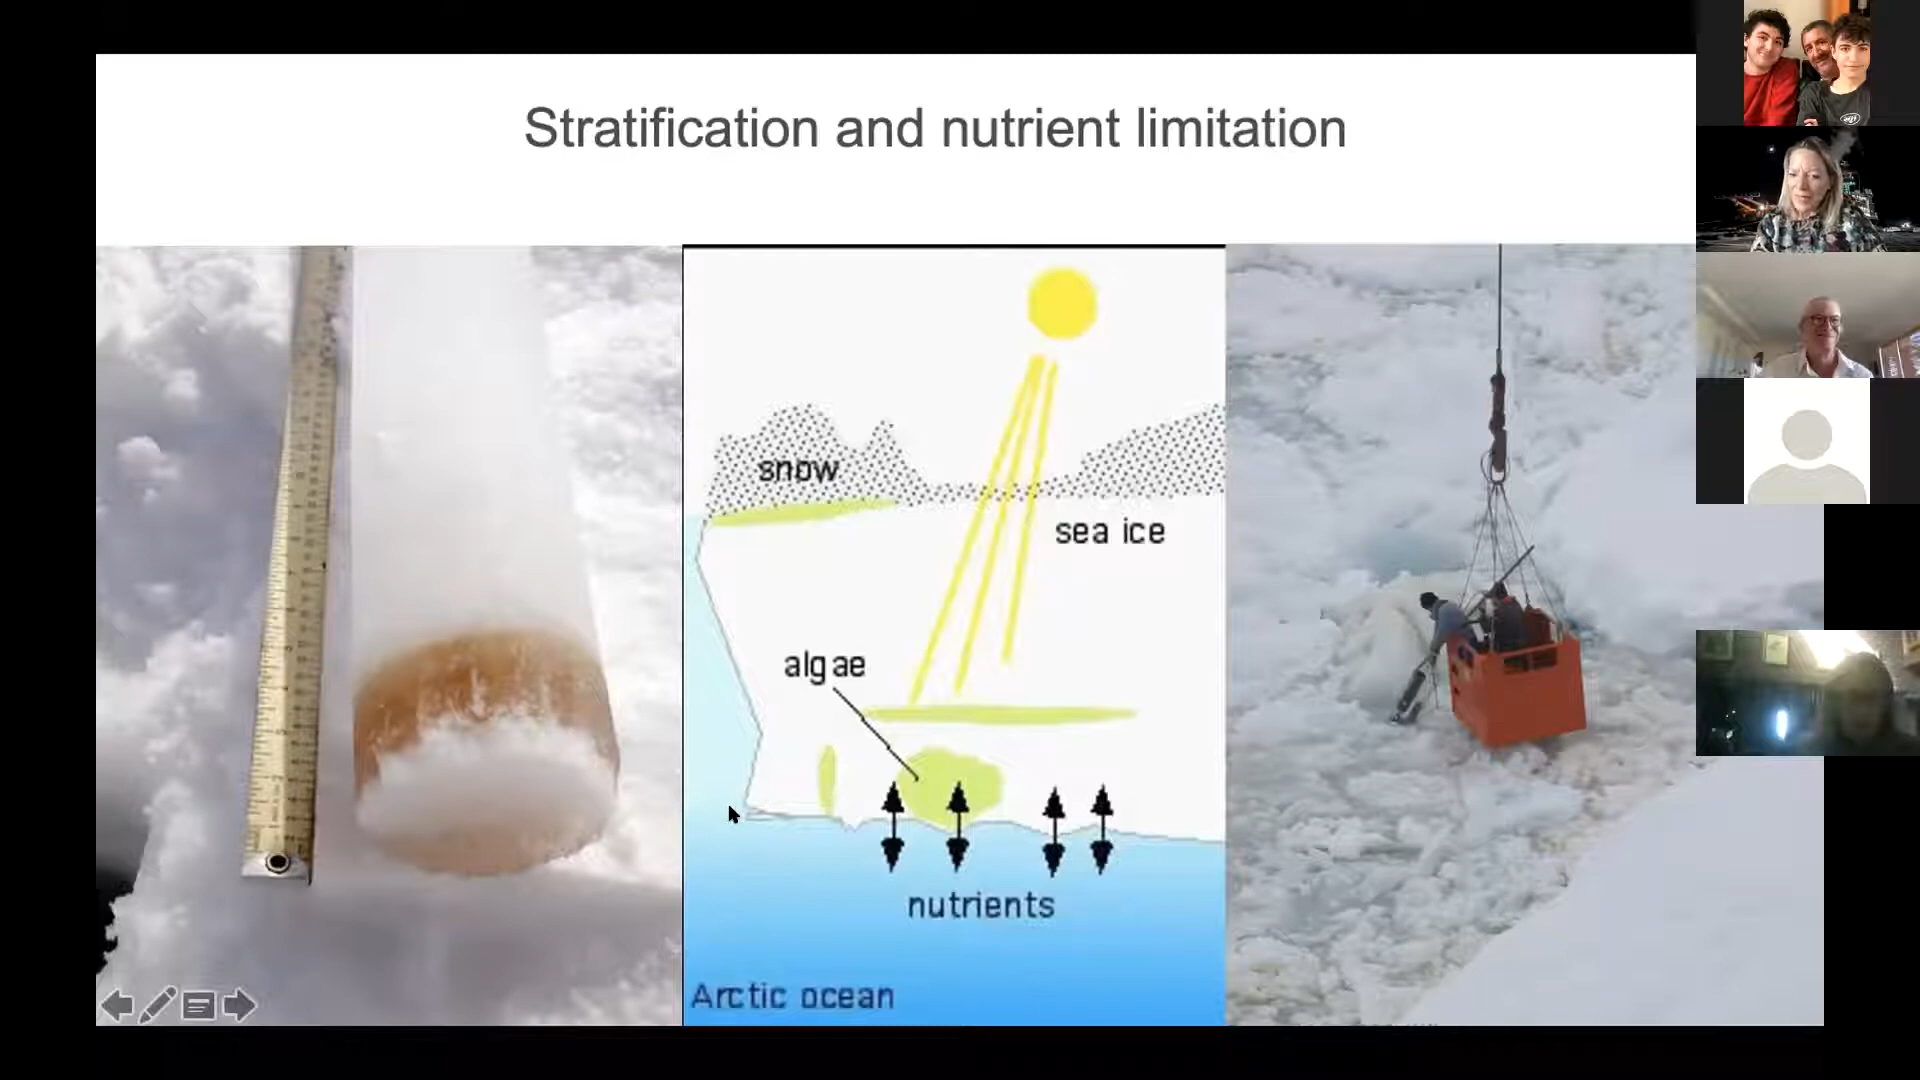 Stratification and nutrient limitation
snow
sea ice
algae
nutrients
Arctic ocean